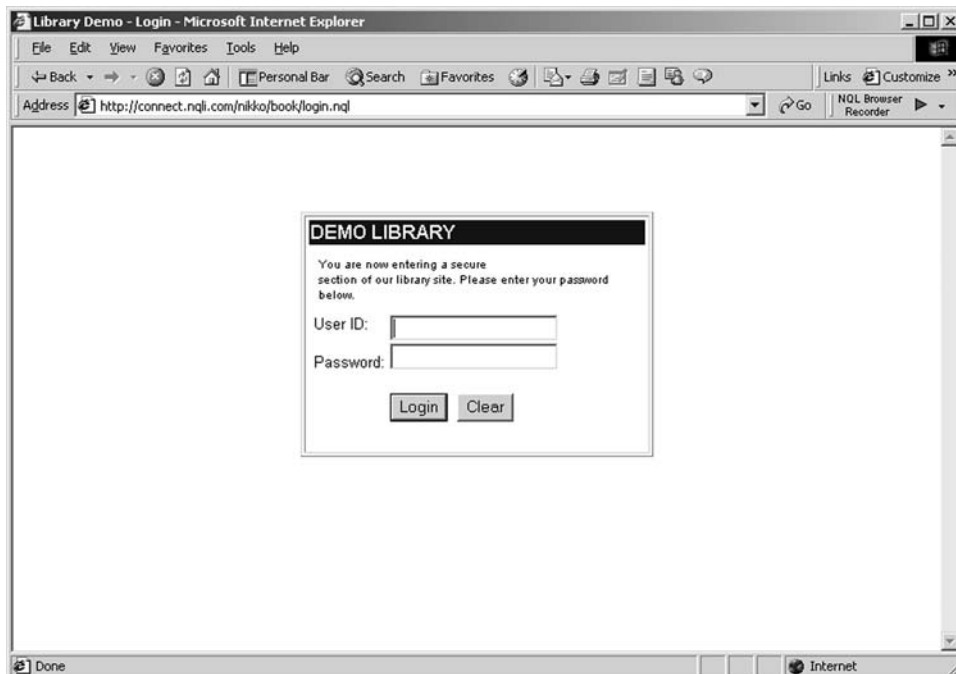 Library Demo - Login - Microsoft Internet Explorer
File Edit View Favorites Tools Help
Back Personal Bar Search Favorites Links Customize »
Address http://connect.nqli.com/nikko/book/login.nql Go NQL Browser
Recorder
DEMO LIBRARY
You are now entering a secure
section of our library site. Please enter your password
below.
User ID:
Password:
Login Clear
Done Internet